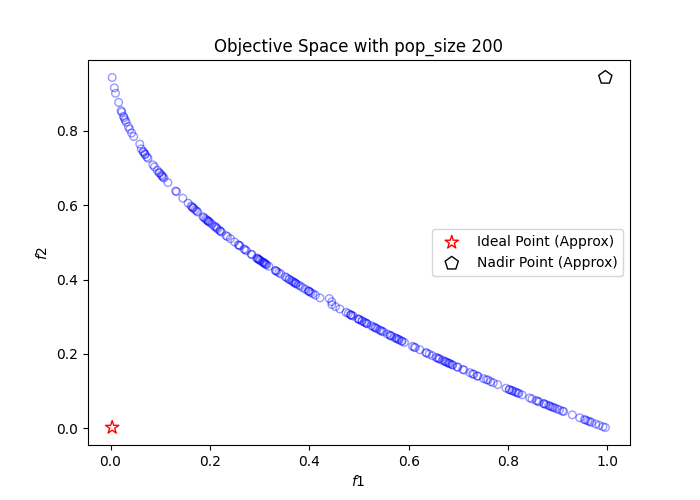 Objective Space with pop_size 200
f2
0.8
0.6
0.4
0.2
0.0
Ideal Point (Approx)
Nadir Point (Approx)
0.0 0.2 0.4 0.6 0.8 1.0
f1